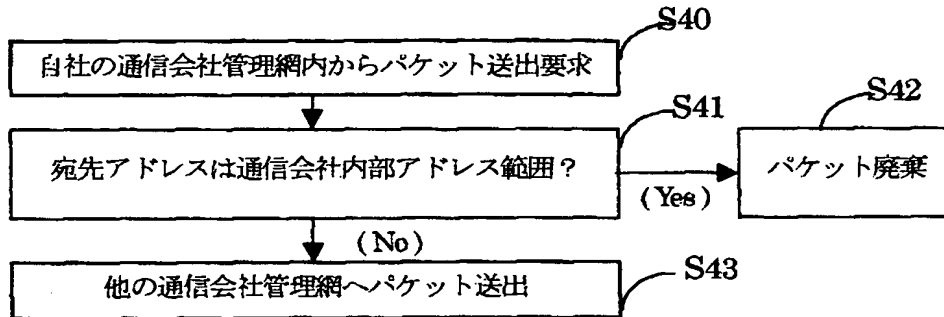 S40
自社の通信会社管理網内からパケット送出要求
S41
宛先アドレスは通信会社内部アドレス範囲？
S42
パケット廃棄
(Yes)
(No)
S43
他の通信会社管理網へパケット送出